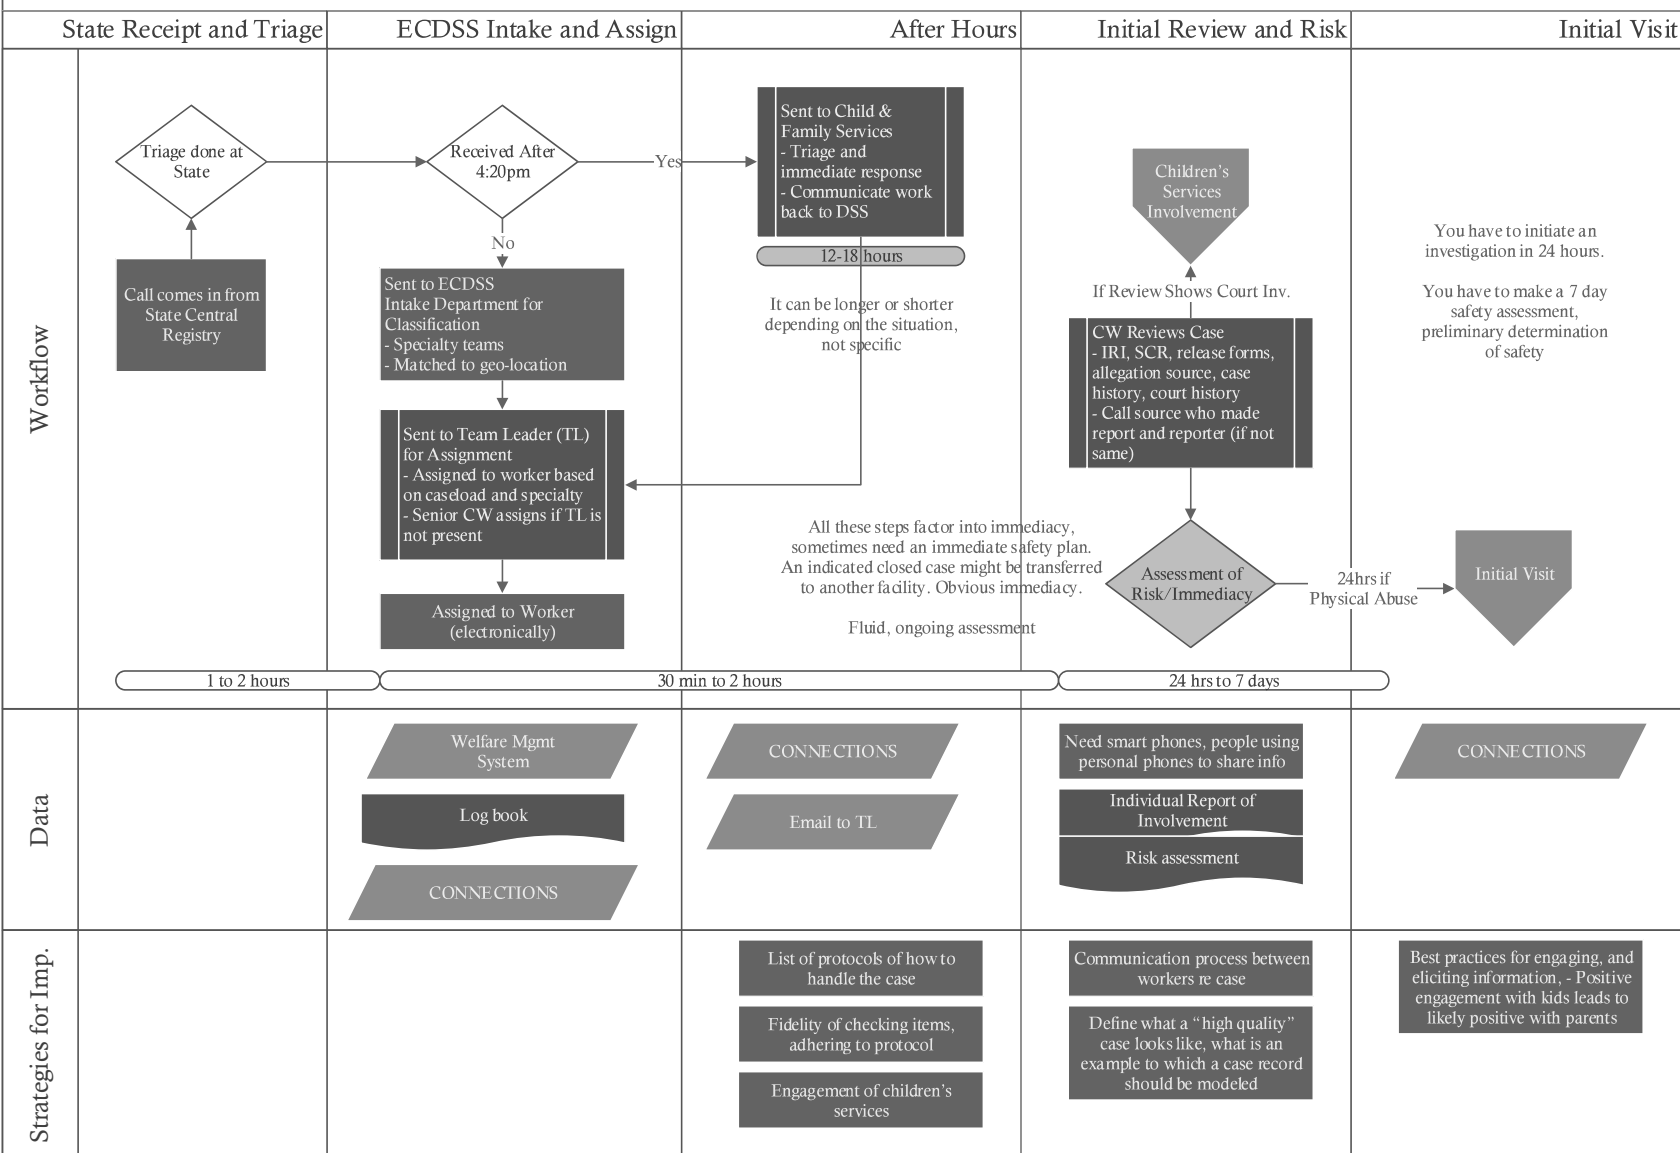 State Receipt and Triage
ECDSS Intake and Assign
After Hours
Initial Review and Risk
Initial Visit
Workflow
Triage done at
State
Call comes in from
State Central
Registry
Received After
4:20pm
Yes
No
Sent to ECDSS
Intake Department for
Classification
- Specialty teams
- Matched to geo-location
Sent to Team Leader (TL)
for Assignment
- Assigned to worker based
on caseload and specialty
- Senior CW assigns if TL is
not present
Assigned to Worker
(electronically)
Sent to Child &
Family Services
- Triage and
immediate response
- Communicate work
back to DSS
12-18 hours
It can be longer or shorter
depending on the situation,
not specific
All these steps factor into immediacy,
sometimes need an immediate safety plan.
An indicated closed case might be transferred
to another facility. Obvious immediacy.
Fluid, ongoing assessment
Children's
Services
Involvement
If Review Shows Court Inv.
CW Reviews Case
- IRI, SCR, release forms,
allegation source, case
history, court history
- Call source who made
report and reporter (if not
same)
Assessment of
Risk/Immediacy
24hrs if
Physical Abuse
You have to initiate an
investigation in 24 hours.
You have to make a 7 day
safety assessment,
preliminary determination
of safety
Initial Visit
1 to 2 hours
30 min to 2 hours
24 hrs to 7 days
Data
Welfare Mgmt
System
Log book
CONNECTIONS
CONNECTIONS
Email to TL
Need smart phones, people using
personal phones to share info
Individual Report of
Involvement
Risk assessment
CONNECTIONS
Strategies for Imp.
List of protocols of how to
handle the case
Fidelity of checking items,
adhering to protocol
Engagement of children's
services
Communication process between
workers re case
Define what a “high quality”
case looks like, what is an
example to which a case record
should be modeled
Best practices for engaging, and
eliciting information, - Positive
engagement with kids leads to
likely positive with parents